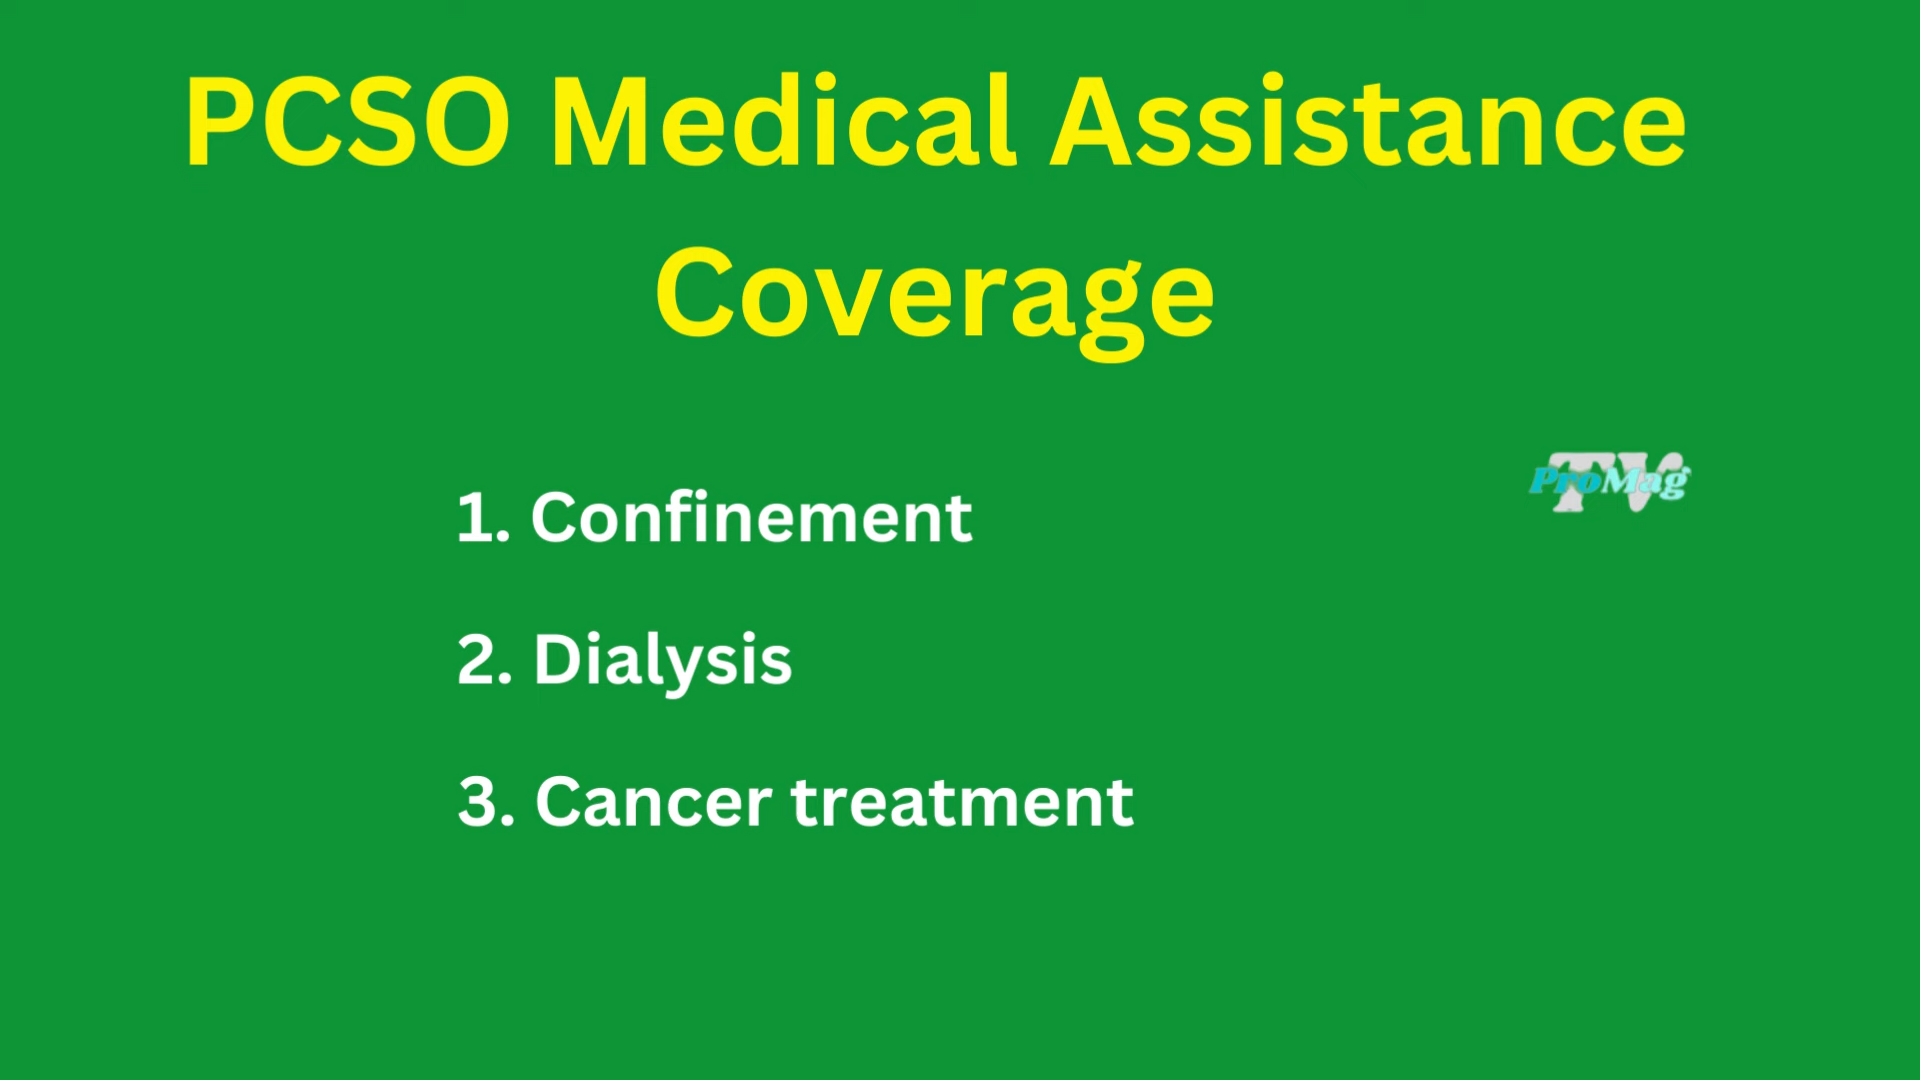 PCSO Medical Assistance
Coverage
TV
ProMag
1. Confinement
2. Dialysis
3. Cancer treatment